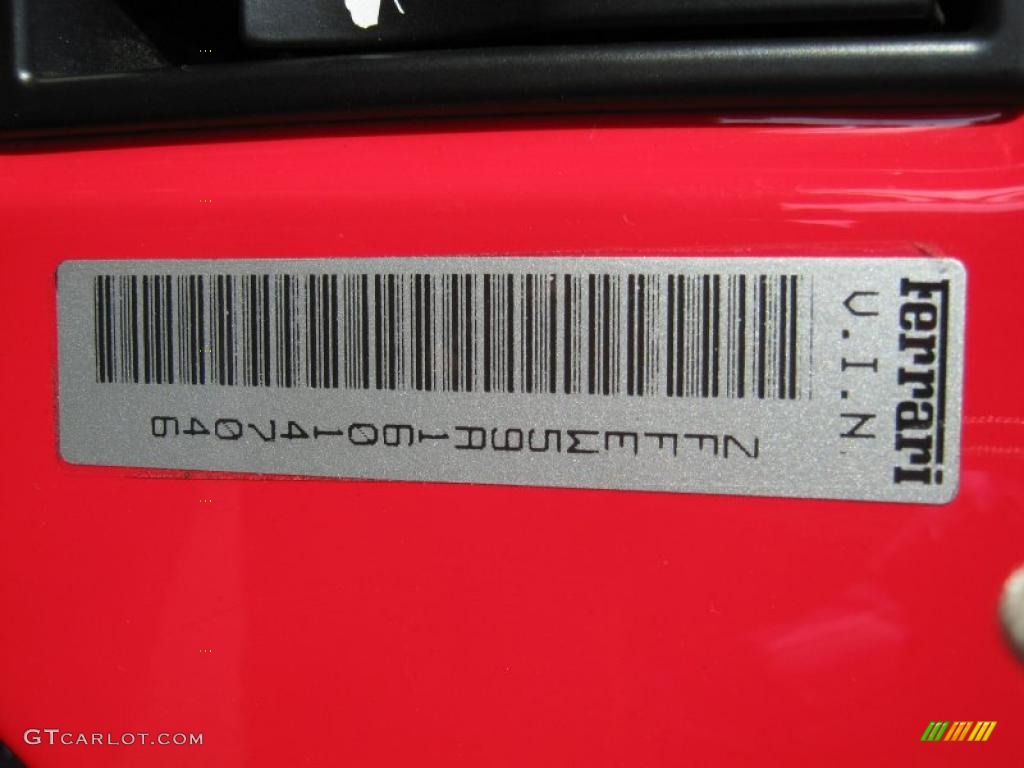 Ferrari
V.I.N.
ZFFEW59A160147046
GTCARLOT.COM